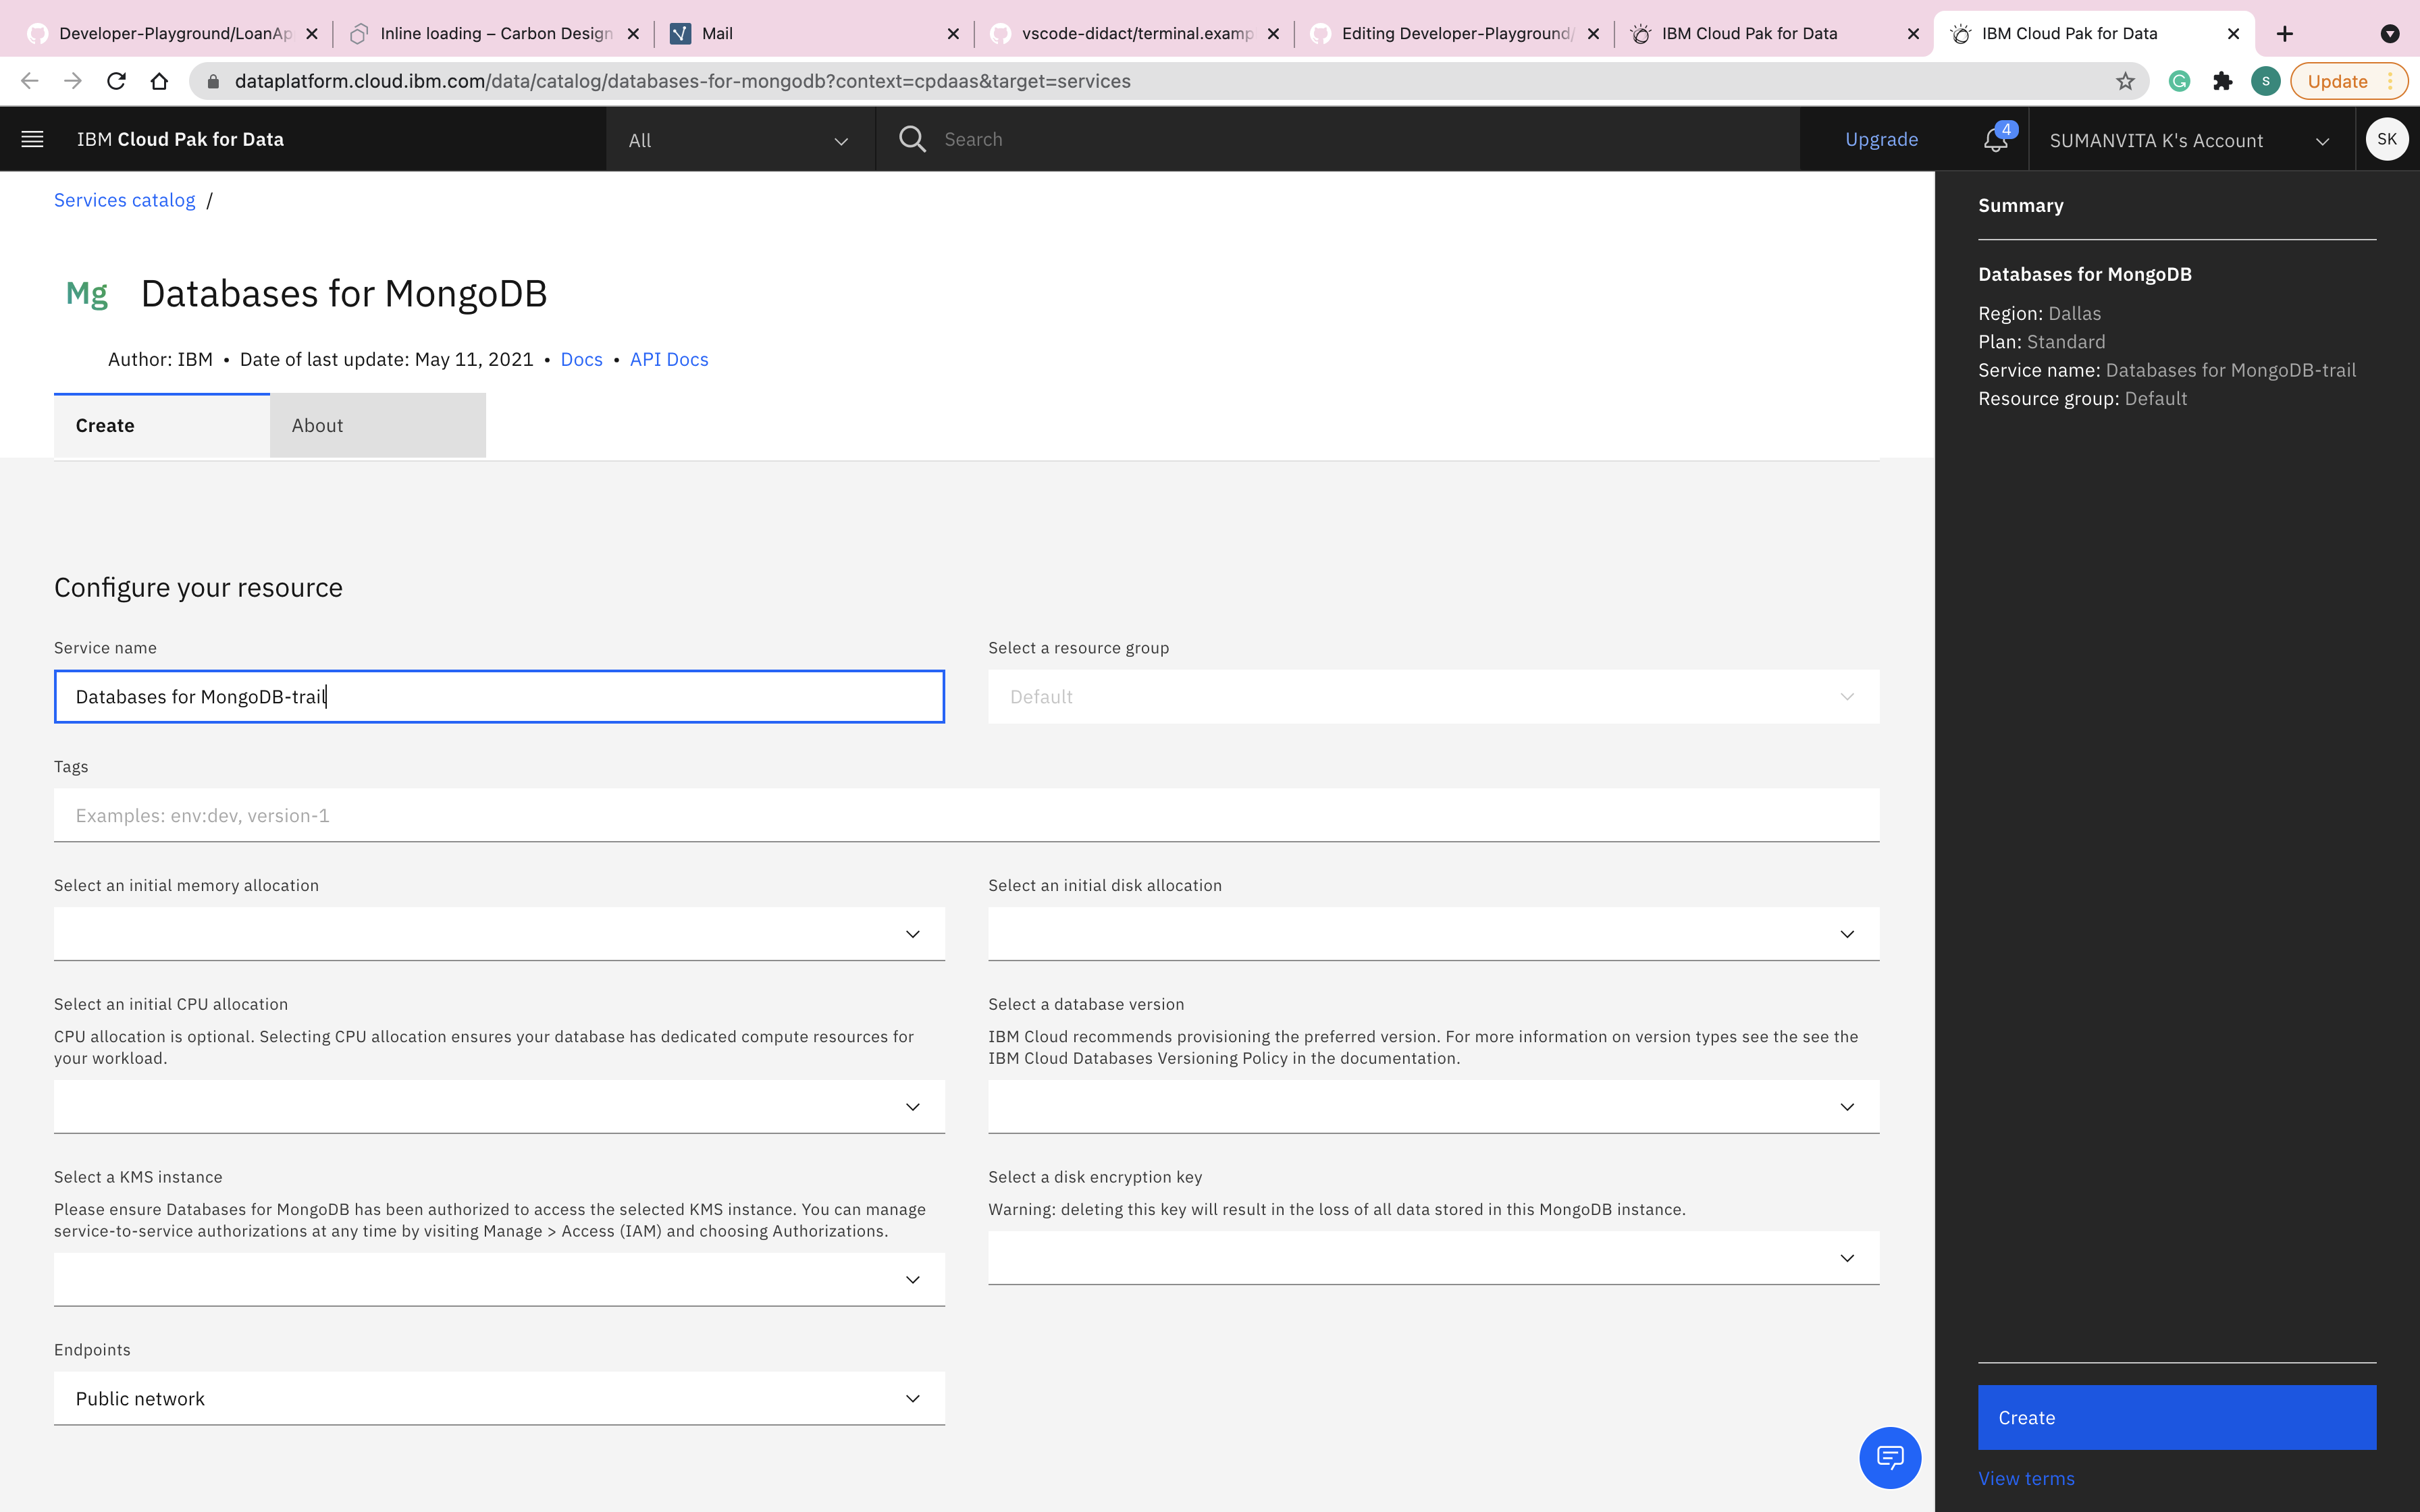 Developer-Playground/LoanAp
Inline loading – Carbon Design
Mail
vscode-didact/terminal.examp
Editing Developer-Playground/
IBM Cloud Pak for Data
IBM Cloud Pak for Data
dataplatform.cloud.ibm.com/data/catalog/databases-for-mongodb?context=cpdaas&target=services
S
Update
IBM Cloud Pak for Data
All
Search
Upgrade
4
SUMANVITA K's Account
SK
Services catalog /
Mg
Databases for MongoDB
Author: IBM • Date of last update: May 11, 2021 • Docs • API Docs
Create
About
Configure your resource
Service name
Databases for MongoDB-trail
Select a resource group
Default
Tags
Examples: env:dev, version-1
Select an initial memory allocation
Select an initial disk allocation
Select an initial CPU allocation
CPU allocation is optional. Selecting CPU allocation ensures your database has dedicated compute resources for
your workload.
Select a database version
IBM Cloud recommends provisioning the preferred version. For more information on version types see the see the
IBM Cloud Databases Versioning Policy in the documentation.
Select a KMS instance
Please ensure Databases for MongoDB has been authorized to access the selected KMS instance. You can manage
service-to-service authorizations at any time by visiting Manage > Access (IAM) and choosing Authorizations.
Select a disk encryption key
Warning: deleting this key will result in the loss of all data stored in this MongoDB instance.
Endpoints
Public network
Summary
Databases for MongoDB
Region: Dallas
Plan: Standard
Service name: Databases for MongoDB-trail
Resource group: Default
Create
View terms